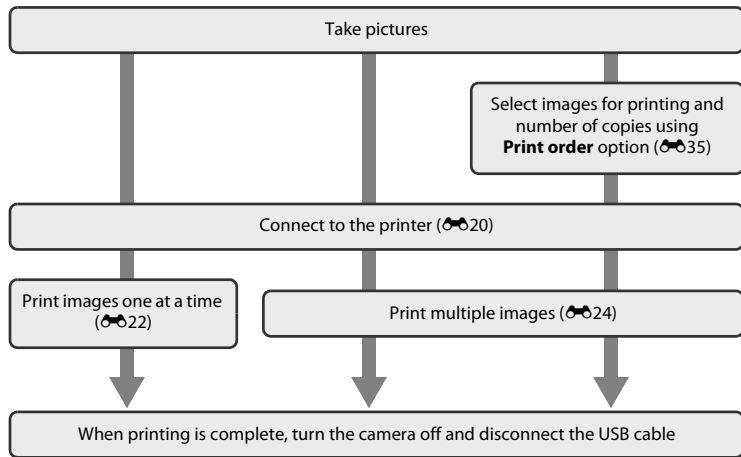 Take pictures
Select images for printing and
number of copies using
Print order option (35)
Connect to the printer (20)
Print images one at a time
(22)
Print multiple images (24)
When printing is complete, turn the camera off and disconnect the USB cable